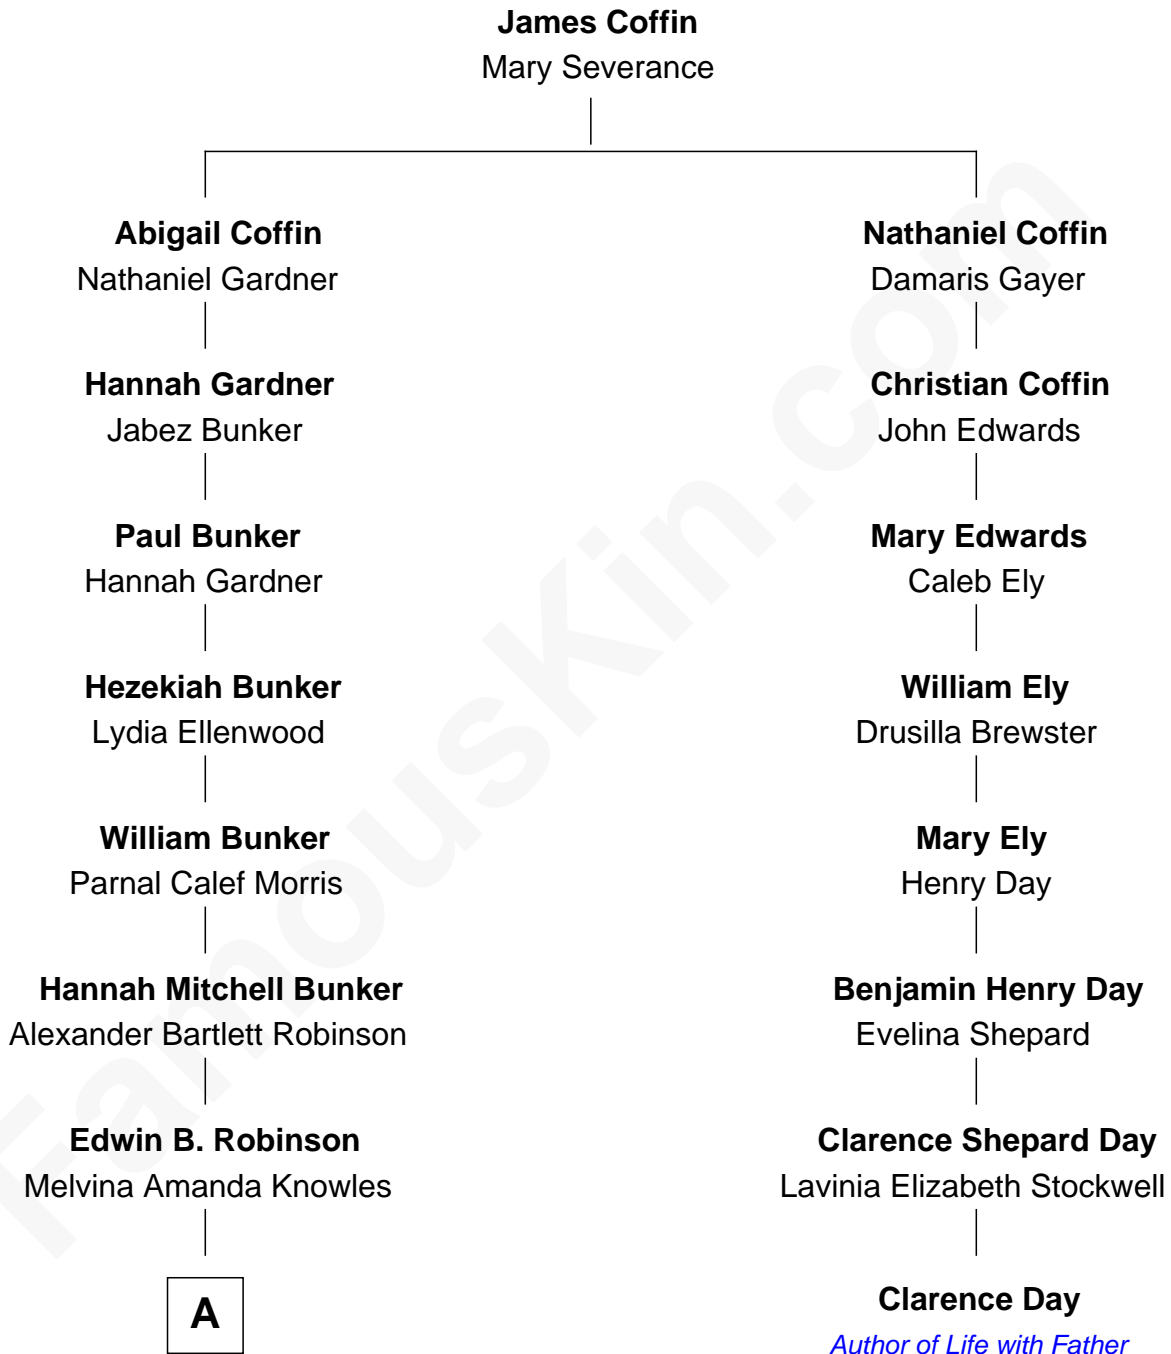 James Coffin
Mary Severance
Abigail Coffin
Nathaniel Gardner
Nathaniel Coffin
Damaris Gayer
Hannah Gardner
Jabez Bunker
Christian Coffin
John Edwards
Paul Bunker
Hannah Gardner
Mary Edwards
Caleb Ely
Hezekiah Bunker
Lydia Ellenwood
William Ely
Drusilla Brewster
William Bunker
Parnal Calef Morris
Mary Ely
Henry Day
Hannah Mitchell Bunker
Alexander Bartlett Robinson
Benjamin Henry Day
Evelina Shepard
Edwin B. Robinson
Melvina Amanda Knowles
Clarence Shepard Day
Lavinia Elizabeth Stockwell
A
Clarence Day
Author of Life with Father
FamousKin.com